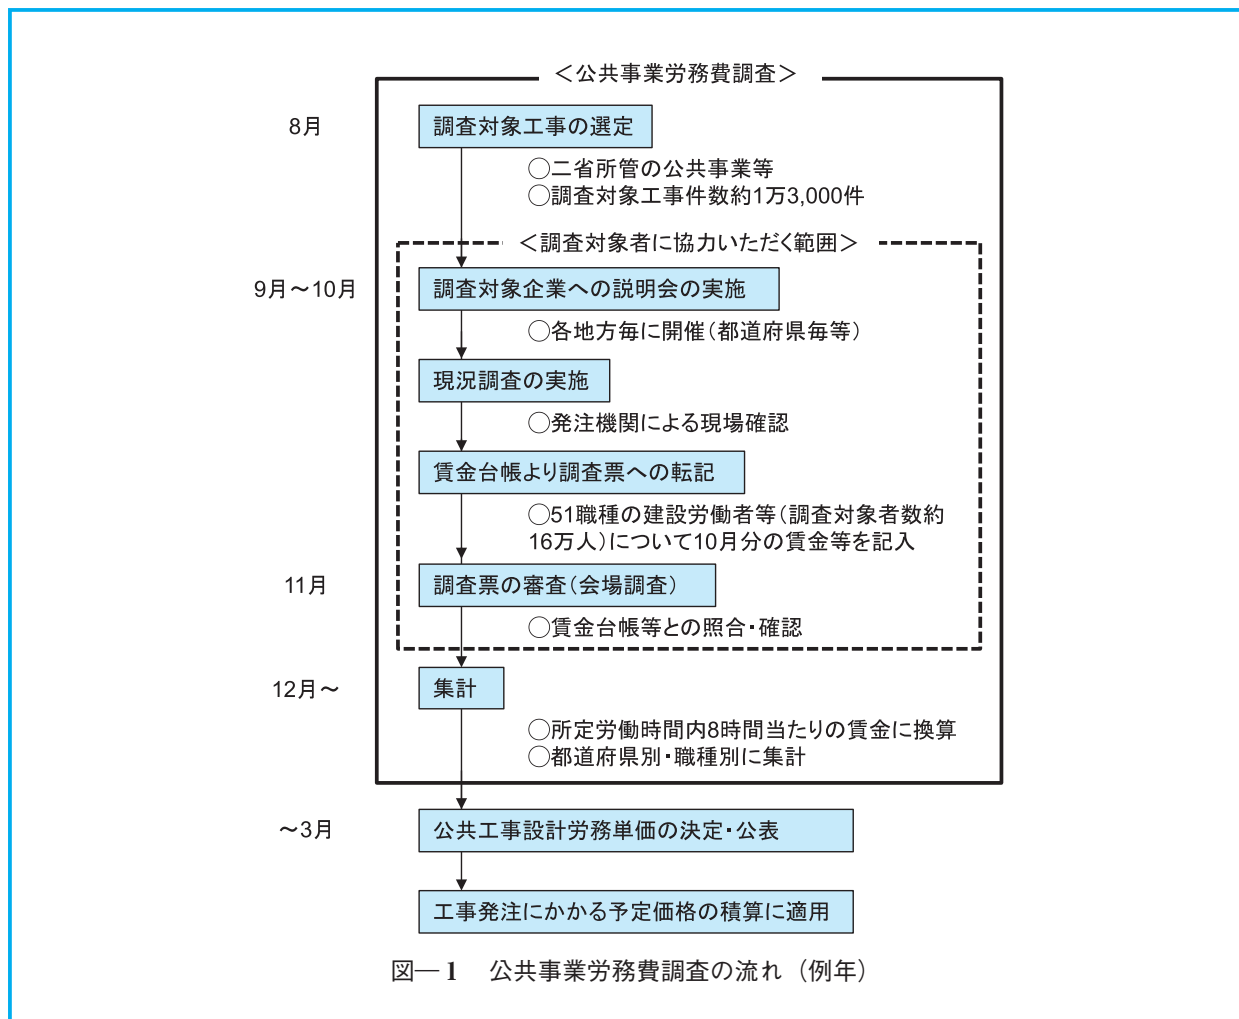 ＜公共事業労務費調査＞
8月
調査対象工事の選定
○二省所管の公共事業等
○調査対象工事件数約1万3,000件
＜調査対象者に協力いただく範囲＞
9月～10月
調査対象企業への説明会の実施
○各地方毎に開催（都道府県毎等）
現況調査の実施
○発注機関による現場確認
賃金台帳より調査票への転記
○51職種の建設労働者等（調査対象者数約
16万人）について10月分の賃金等を記入
11月
調査票の審査（会場調査）
○賃金台帳等との照合・確認
12月～
集計
○所定労働時間内8時間当たりの賃金に換算
○都道府県別・職種別に集計
～3月
公共工事設計労務単価の決定・公表
工事発注にかかる予定価格の積算に適用
図—1　公共事業労務費調査の流れ（例年）